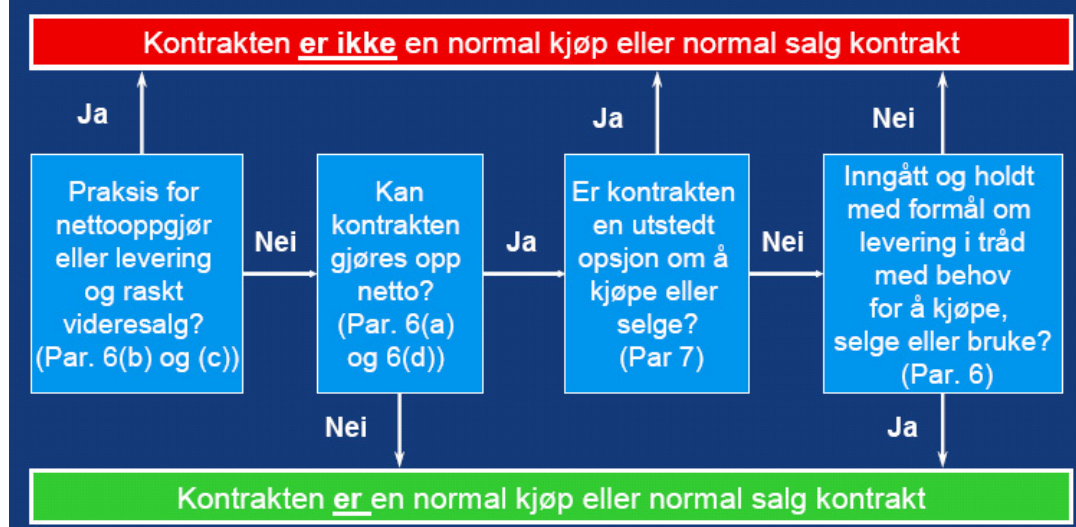 Kontrakten er ikke en normal kjøp eller normal salg kontrakt
Ja
Ja
Nei
Praksis for
nettooppgjør
eller levering
og raskt
videresalg?
(Par. 6(b) og (c))
Nei
Kan
kontrakten
gjøres opp
netto?
(Par. 6(a)
og 6(d))
Ja
Er kontrakten
en utstedt
opsjon om å
kjøpe eller
selge?
(Par 7)
Nei
Inngått og holdt
med formål om
levering i tråd
med behov
for å kjøpe,
selge eller bruke?
(Par. 6)
Nei
Ja
Kontrakten er en normal kjøp eller normal salg kontrakt